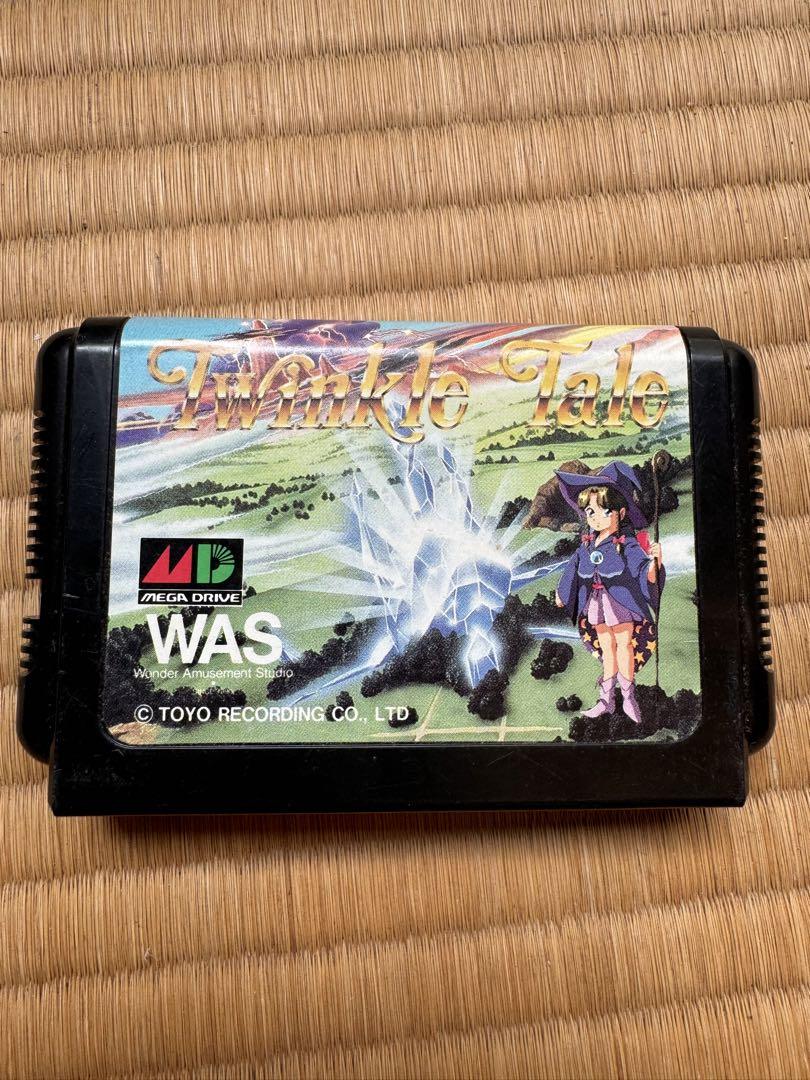 Twinkle Tale
MD
MEGA DRIVE
WAS
Wonder Amusement Studio
© TOYO RECORDING CO., LTD